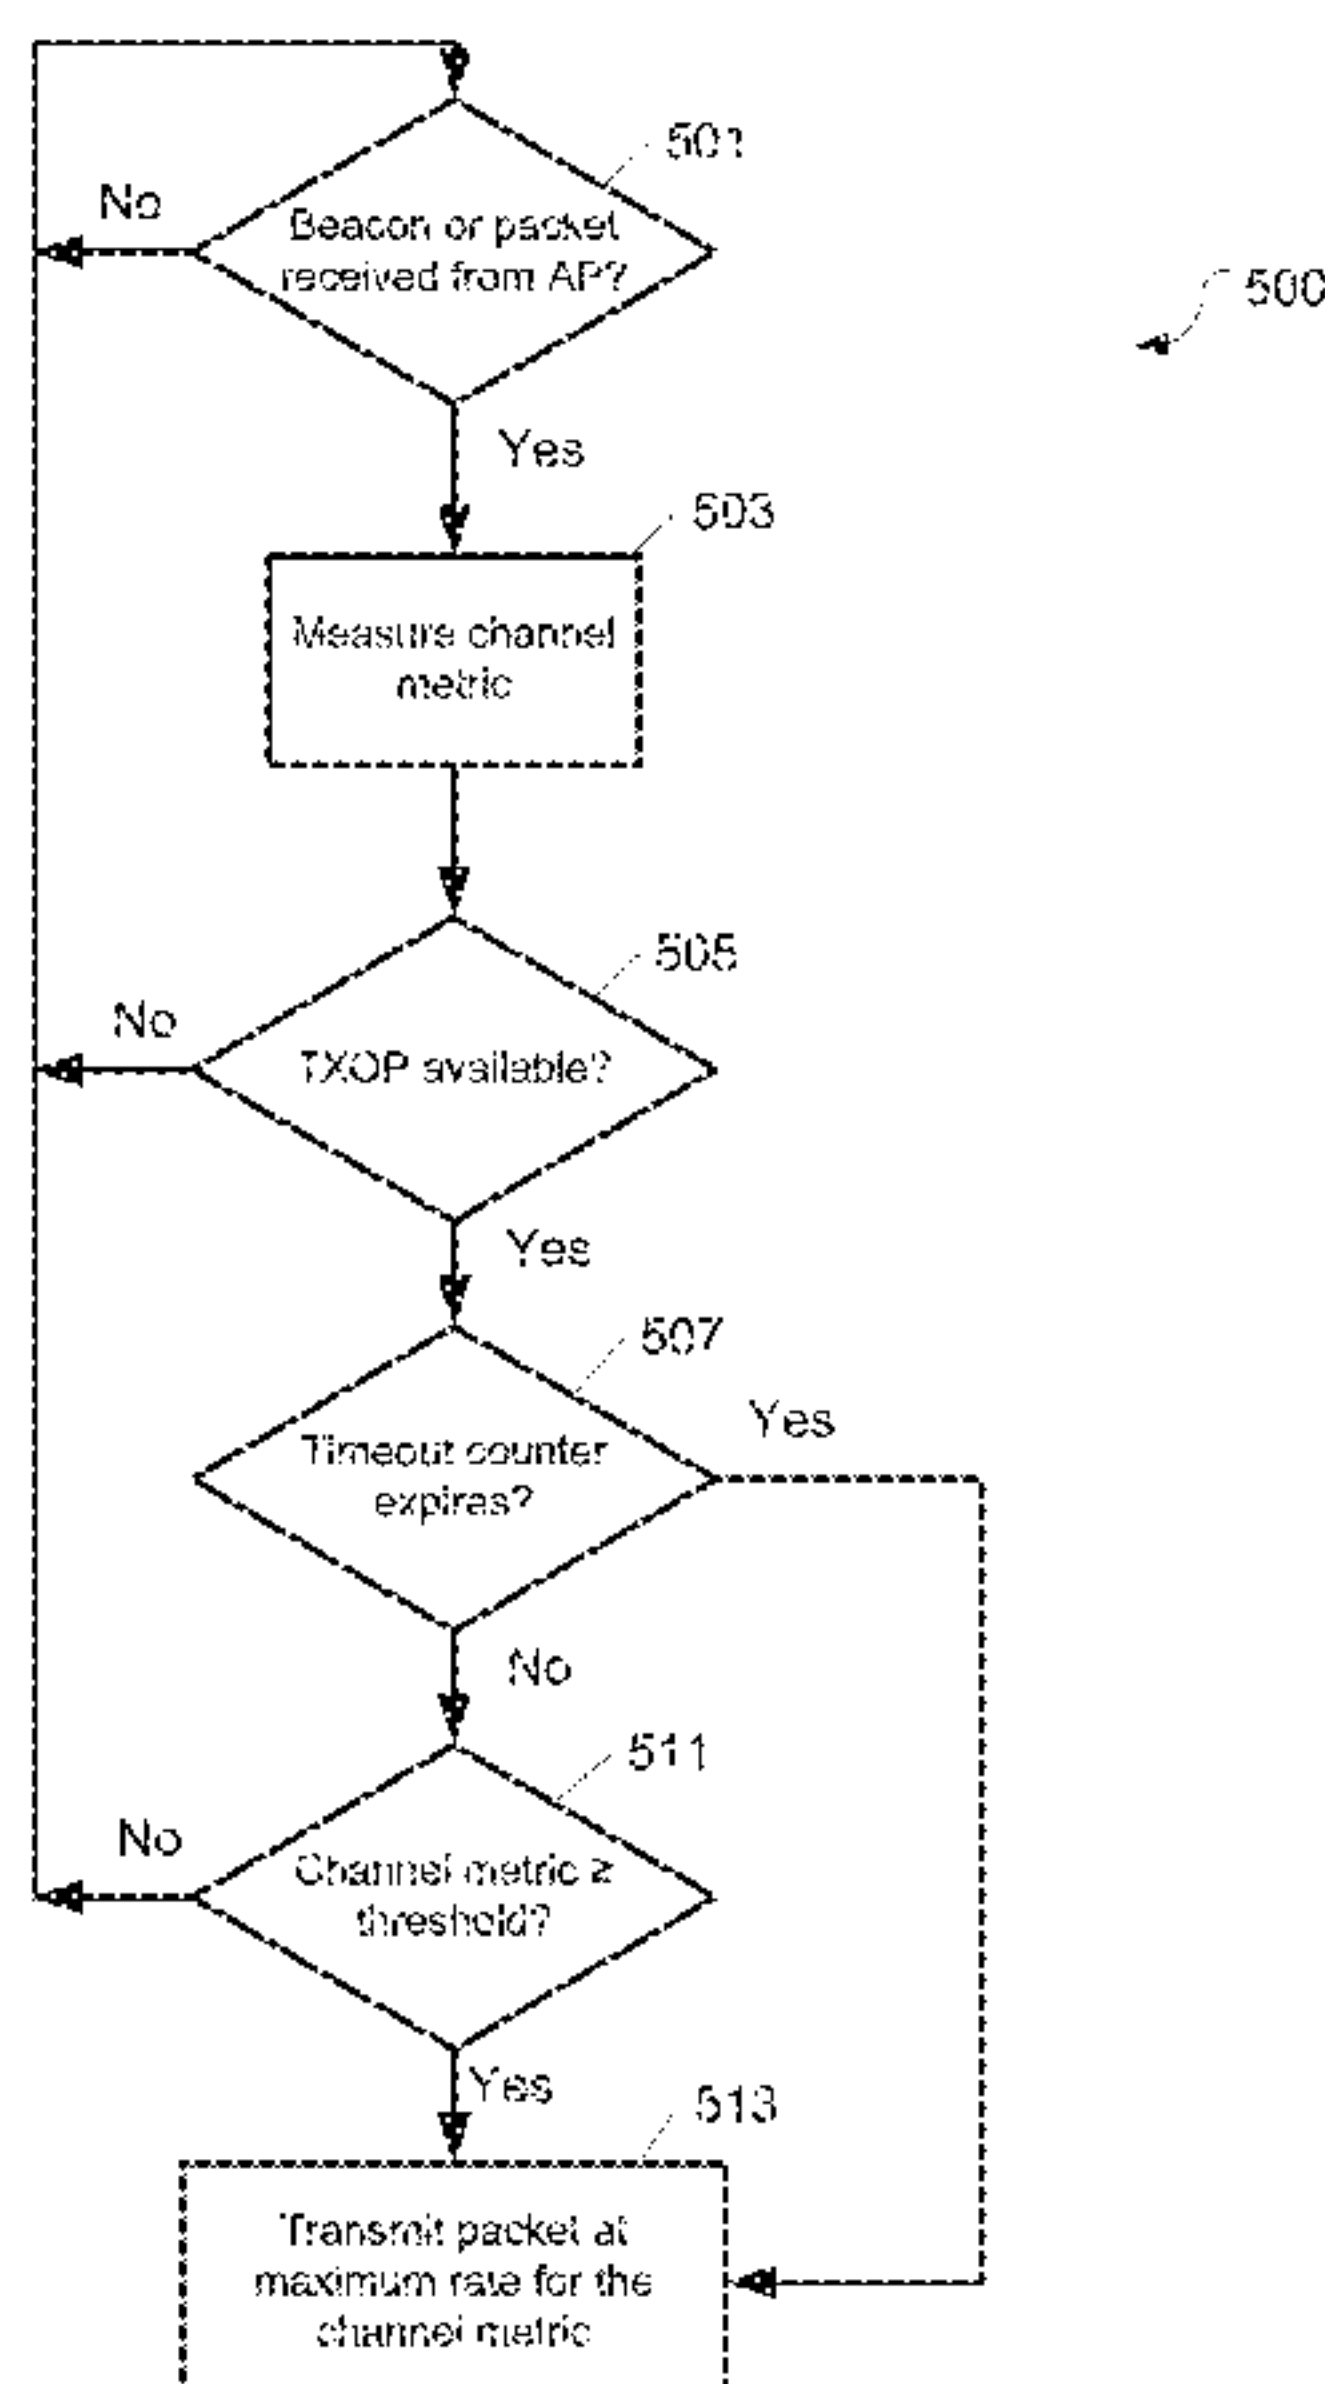 501
No
Beacon or packet
received from AP?
500
Yes
503
Measure channel
metric
505
No
TXOP available?
Yes
507
Yes
Timeout counter
expires?
No
511
No
Channel metric ≥
threshold?
Yes
513
Transmit packet at
maximum rate for the
channel metric